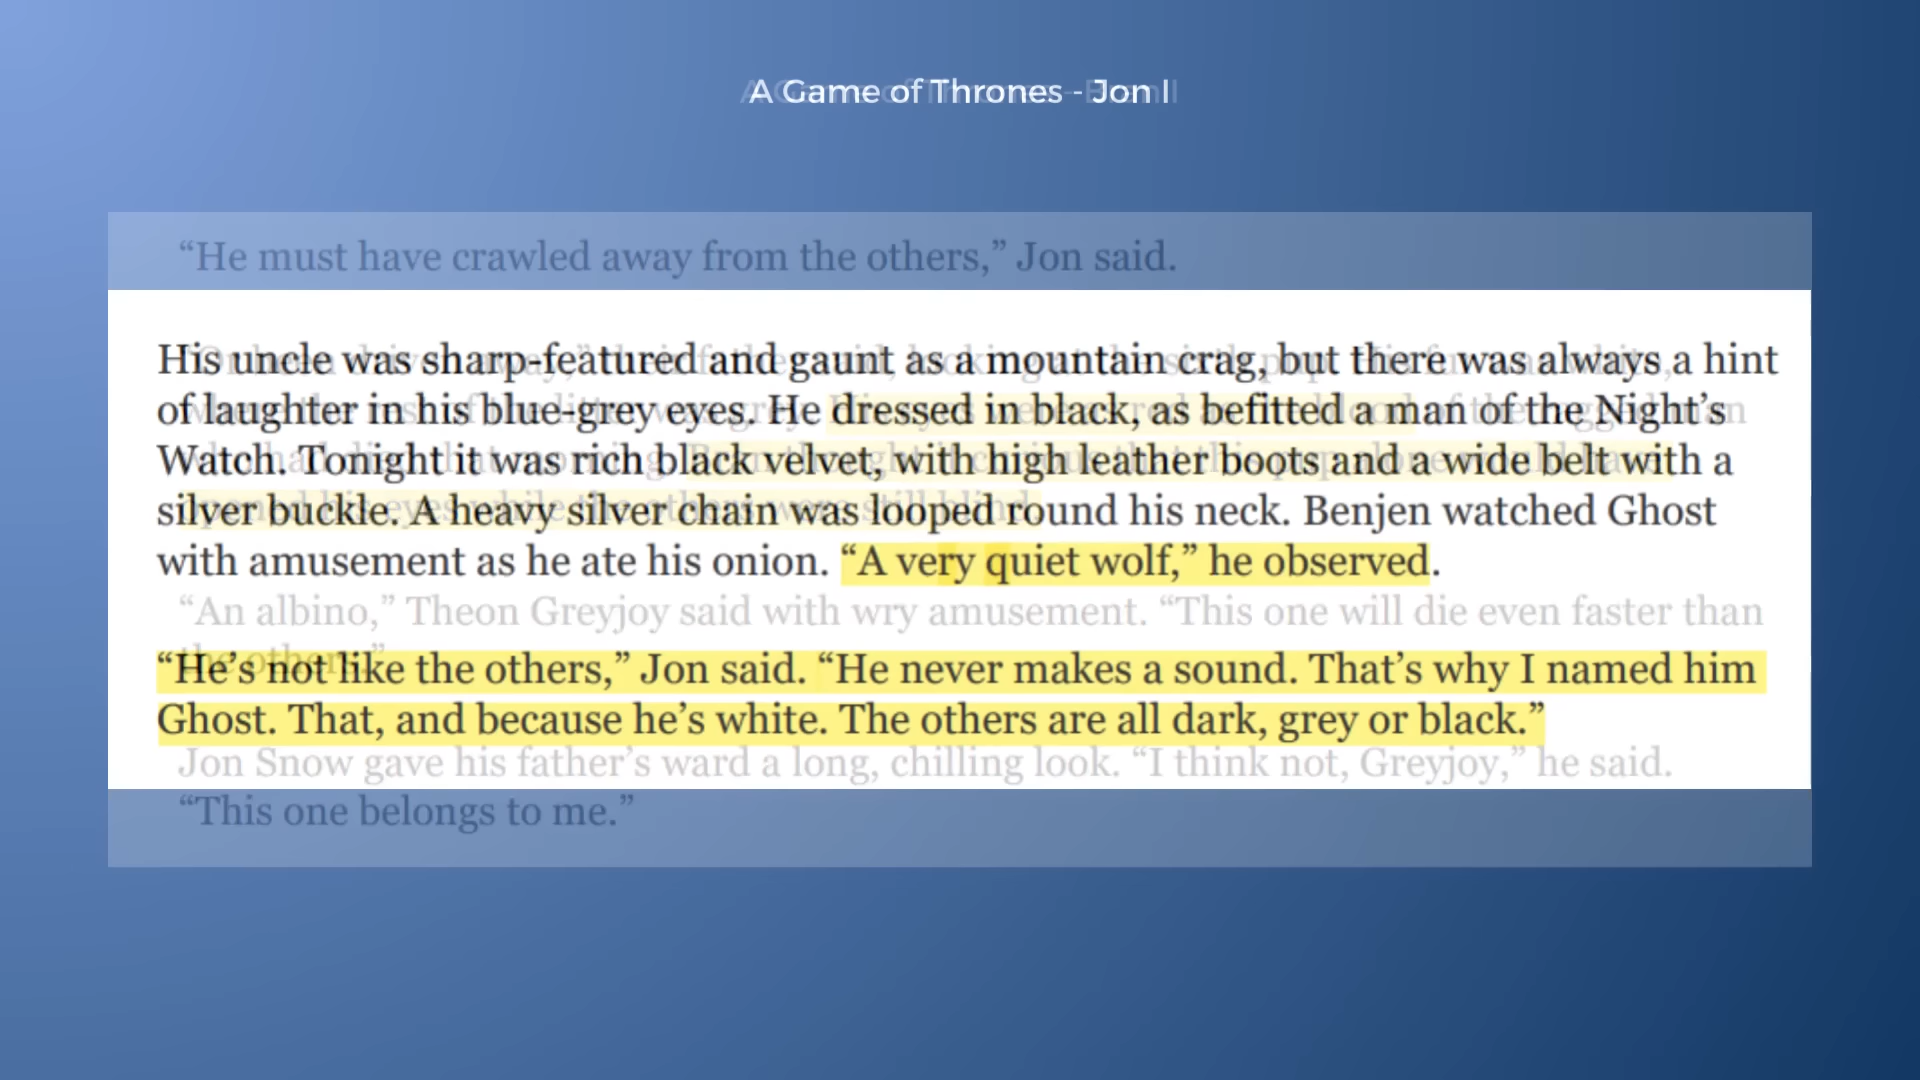 A Game of Thrones - Jon I
“He must have crawled away from the others,” Jon said.
His uncle was sharp-featured and gaunt as a mountain crag, but there was always a hint
of laughter in his blue-grey eyes. He dressed in black, as befitted a man of the Night’s
Watch. Tonight it was rich black velvet, with high leather boots and a wide belt with a
silver buckle. A heavy silver chain was looped round his neck. Benjen watched Ghost
with amusement as he ate his onion. “A very quiet wolf,” he observed.
“An albino,” Theon Greyjoy said with wry amusement. “This one will die even faster than
the others.”
“He’s not like the others,” Jon said. “He never makes a sound. That’s why I named him
Ghost. That, and because he’s white. The others are all dark, grey or black.”
Jon Snow gave his father’s ward a long, chilling look. “I think not, Greyjoy,” he said.
“This one belongs to me.”